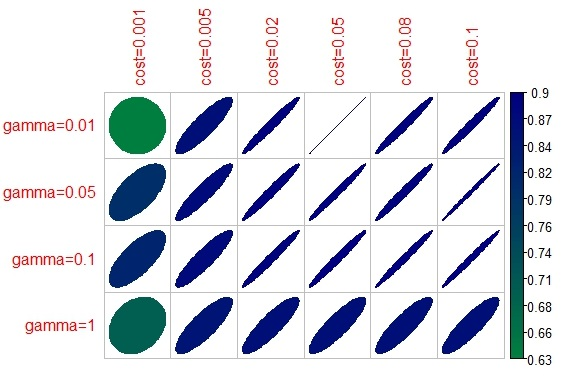 cost=0.001
cost=0.005
cost=0.02
cost=0.05
cost=0.08
cost=0.1
gamma=0.01
gamma=0.05
gamma=0.1
gamma=1
0.9
0.87
0.84
0.82
0.79
0.76
0.74
0.71
0.68
0.66
0.63